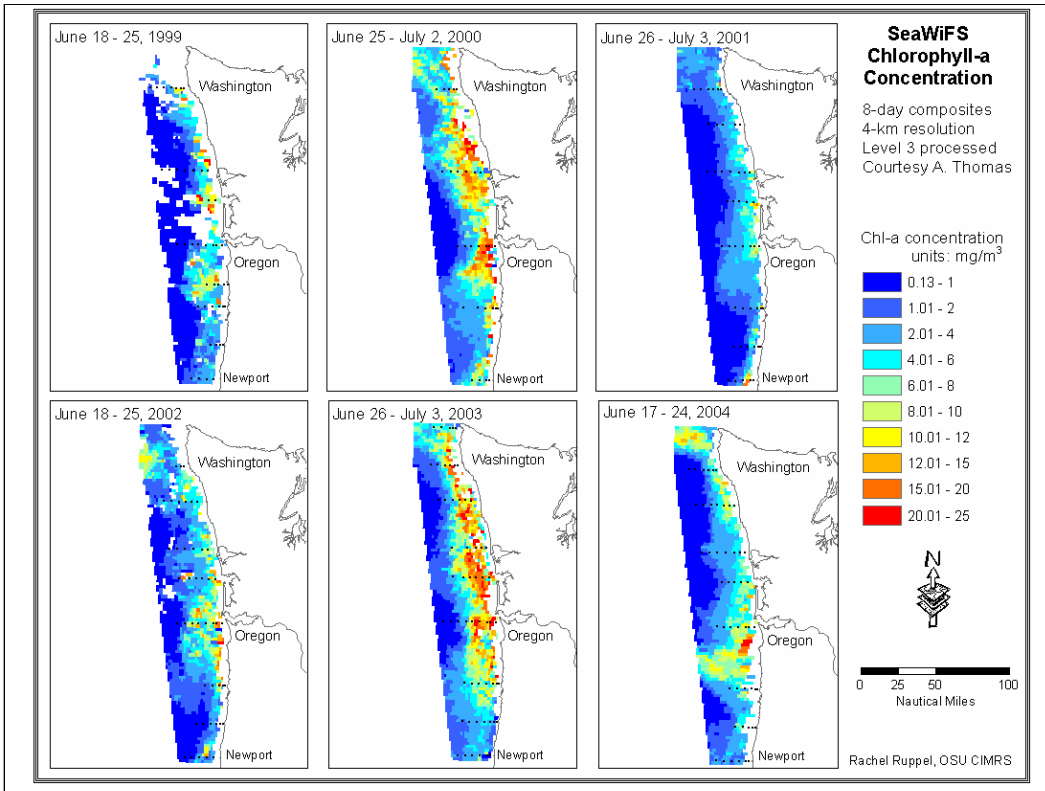 June 18 - 25, 1999
Washington
Oregon
Newport
June 25 - July 2, 2000
Washington
Oregon
Newport
June 26 - July 3, 2001
Washington
Oregon
Newport
June 18 - 25, 2002
Washington
Oregon
Newport
June 26 - July 3, 2003
Washington
Oregon
Newport
June 17 - 24, 2004
Washington
Oregon
Newport
SeaWiFS
Chlorophyll-a
Concentration
8-day composites
4-km resolution
Level 3 processed
Courtesy A. Thomas
Chl-a concentration
units: mg/m³
0.13 - 1
1.01 - 2
2.01 - 4
4.01 - 6
6.01 - 8
8.01 - 10
10.01 - 12
12.01 - 15
15.01 - 20
20.01 - 25
N
0 25 50 100
Nautical Miles
Rachel Ruppel, OSU CIMRS